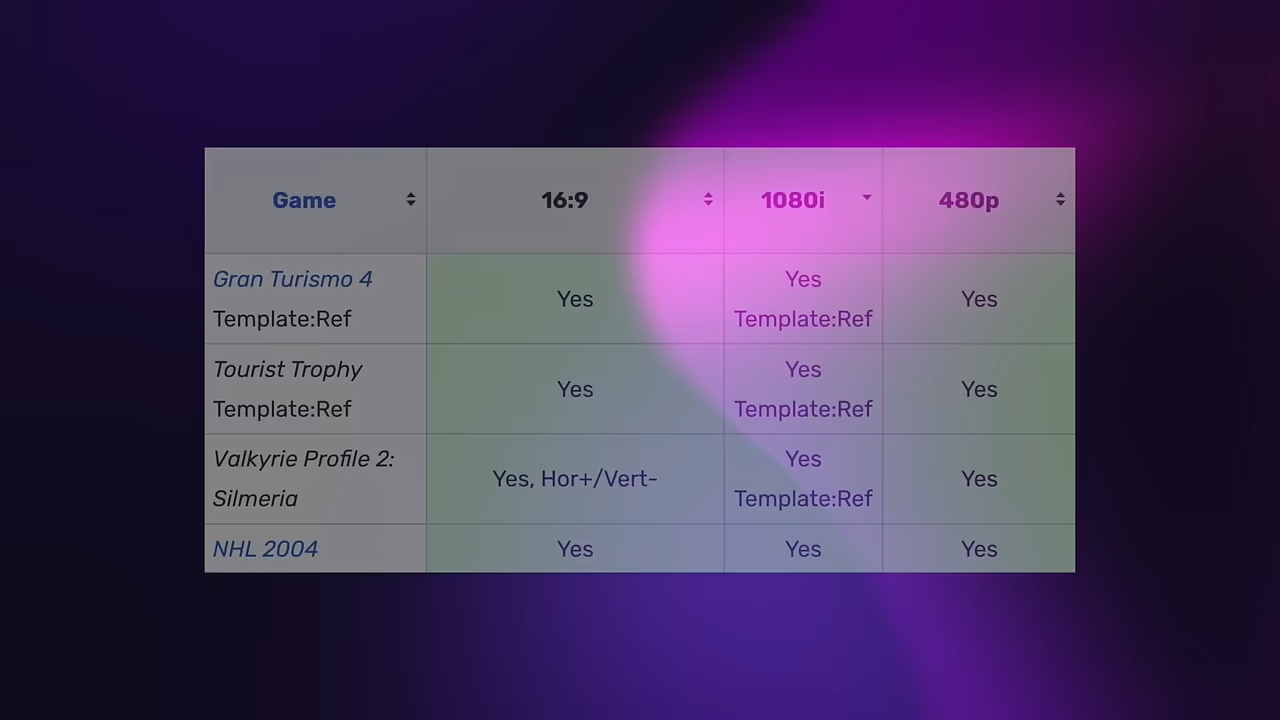 Game 16:9 1080i 480p
Gran Turismo 4
Template:Ref
Yes
Yes
Template:Ref
Yes
Tourist Trophy
Template:Ref
Yes
Yes
Template:Ref
Yes
Valkyrie Profile 2:
Silmeria
Yes, Hor+/Vert-
Yes
Template:Ref
Yes
NHL 2004 Yes Yes Yes